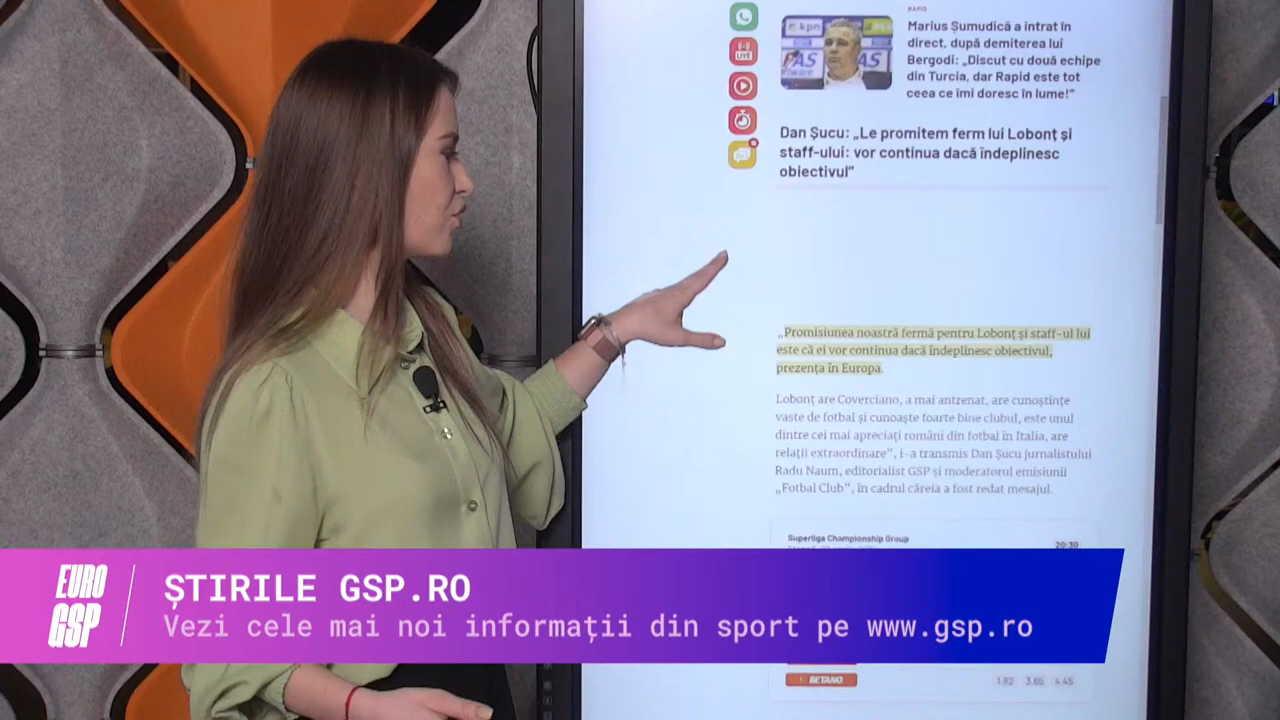 RAPID
Marius Șumudică a intrat în
direct, după demiterea lui
Bergodi: „Discut cu două echipe
din Turcia, dar Rapid este tot
ceea ce îmi doresc în lume!”
kpn
PAS
AS
LIVE
Dan Șucu: „Le promitem ferm lui Lobonț și
staff-ului: vor continua dacă îndeplinesc
obiectivul”
„Promisiunea noastră fermă pentru Lobonț și staff-ul lui
este că ei vor continua dacă îndeplinesc obiectivul,
prezența în Europa.
Lobonț are Coverciano, a mai antrenat, are cunoștințe
vaste de fotbal și cunoaște foarte bine clubul, este unul
dintre cei mai apreciați români din fotbal în Italia, are
relații extraordinare”, i-a transmis Dan Șucu jurnalistului
Radu Naum, editorialist GSP și moderatorul emisiunii
„Fotbal Club”, în cadrul căreia a fost redat mesajul.
Superliga Championship Group
20:30
EURO
GSP
ȘTIRILE GSP.RO
Vezi cele mai noi informații din sport pe www.gsp.ro
BETANO
1.82 3.65 4.45